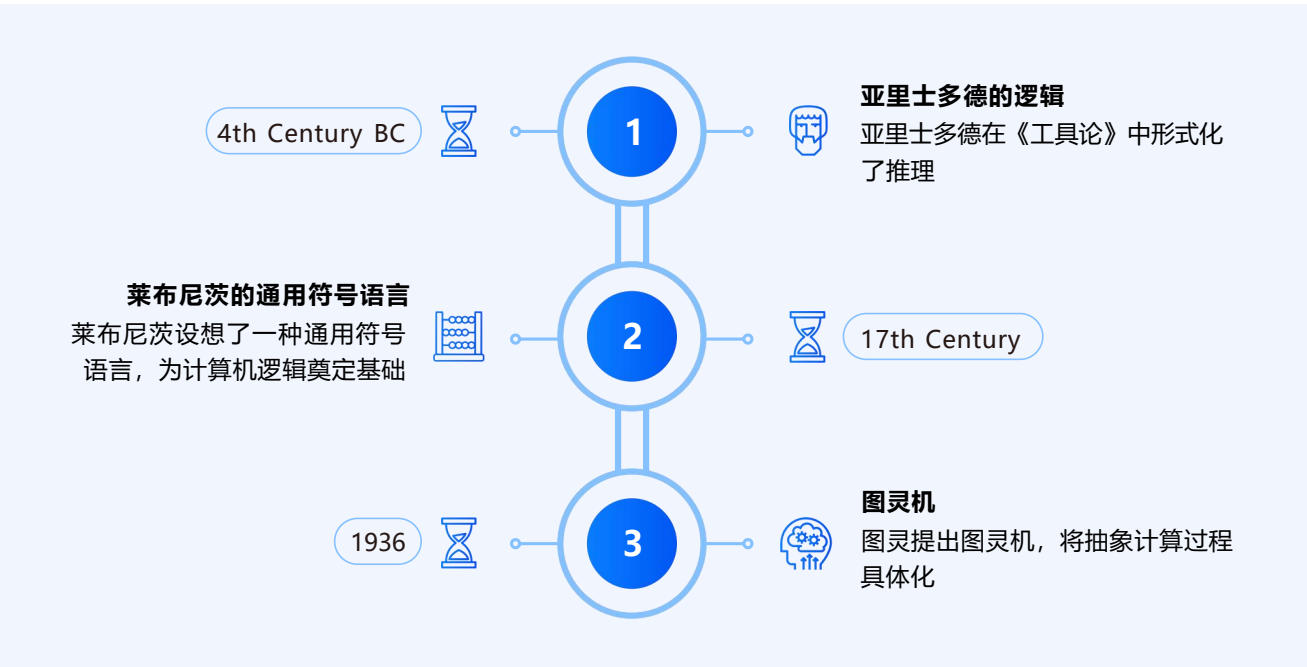 4th Century BC
1
亚里士多德的逻辑
亚里士多德在《工具论》中形式化
了推理
莱布尼茨的通用符号语言
莱布尼茨设想了一种通用符号
语言，为计算机逻辑奠定基础
2
17th Century
1936
3
图灵机
图灵提出图灵机，将抽象计算过程
具体化